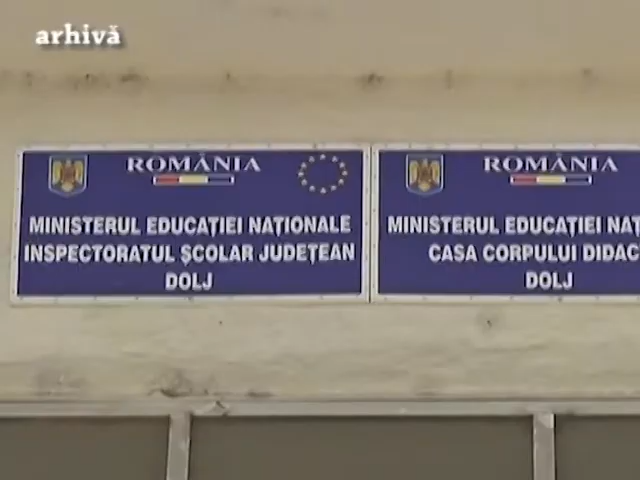 arhivă
ROMÂNIA
MINISTERUL EDUCAȚIEI NAȚIONALE
INSPECTORATUL ȘCOLAR JUDEȚEAN
DOLJ
ROMÂNIA
MINISTERUL EDUCAȚIEI NAȚ
CASA CORPULUI DIDAC
DOLJ